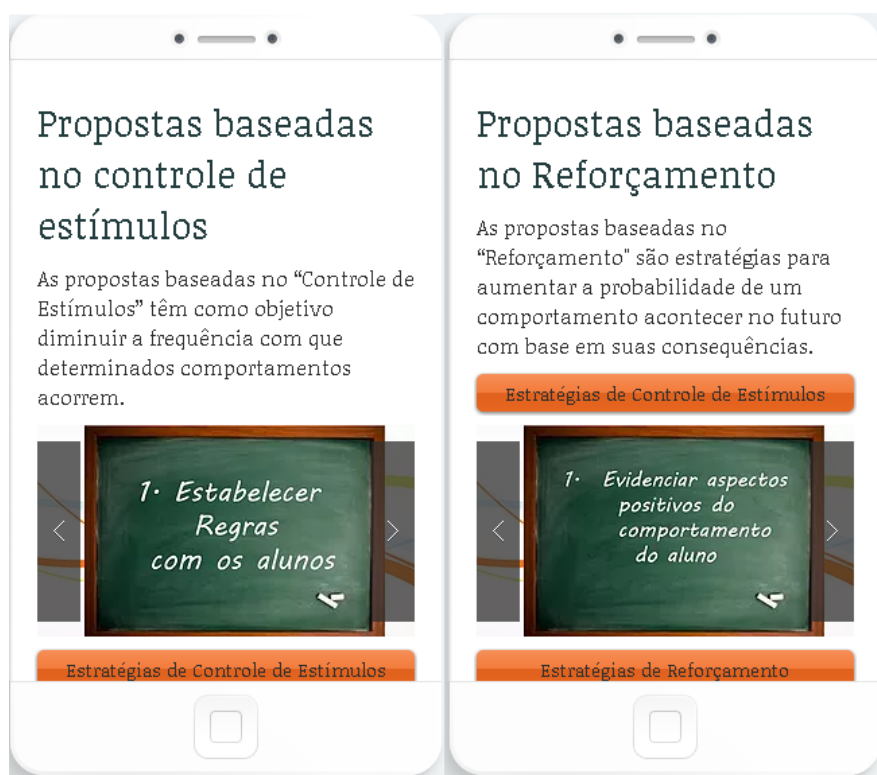 Propostas baseadas
no controle de
estímulos
As propostas baseadas no “Controle de
Estímulos” têm como objetivo
diminuir a frequência com que
determinados comportamentos
acorrem.
1. Estabelecer
Regras
com os alunos
Estratégias de Controle de Estímulos
Propostas baseadas
no Reforçamento
As propostas baseadas no
“Reforçamento" são estratégias para
aumentar a probabilidade de um
comportamento acontecer no futuro
com base em suas consequências.
Estratégias de Controle de Estímulos
1. Evidenciar aspectos
positivos do
comportamento
do aluno
Estratégias de Reforçamento